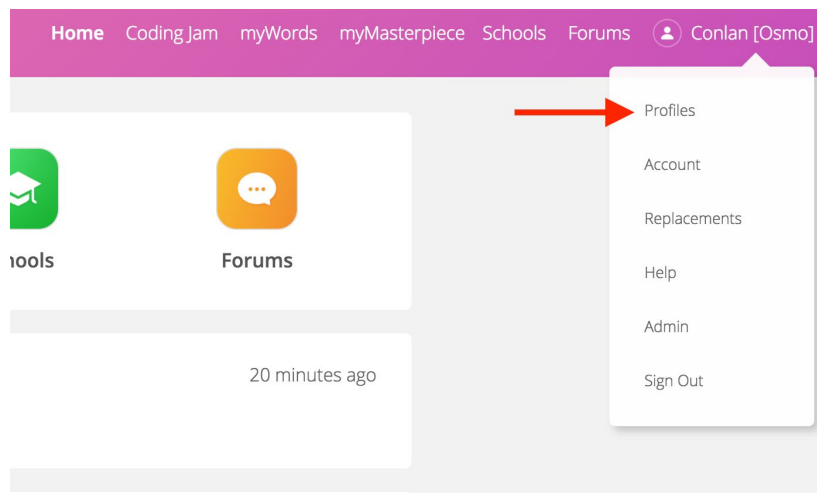 Home Coding Jam myWords myMasterpiece Schools Forums Conlan [Osmo]
Profiles
Account
Replacements
Help
Admin
Sign Out
hools Forums
20 minutes ago